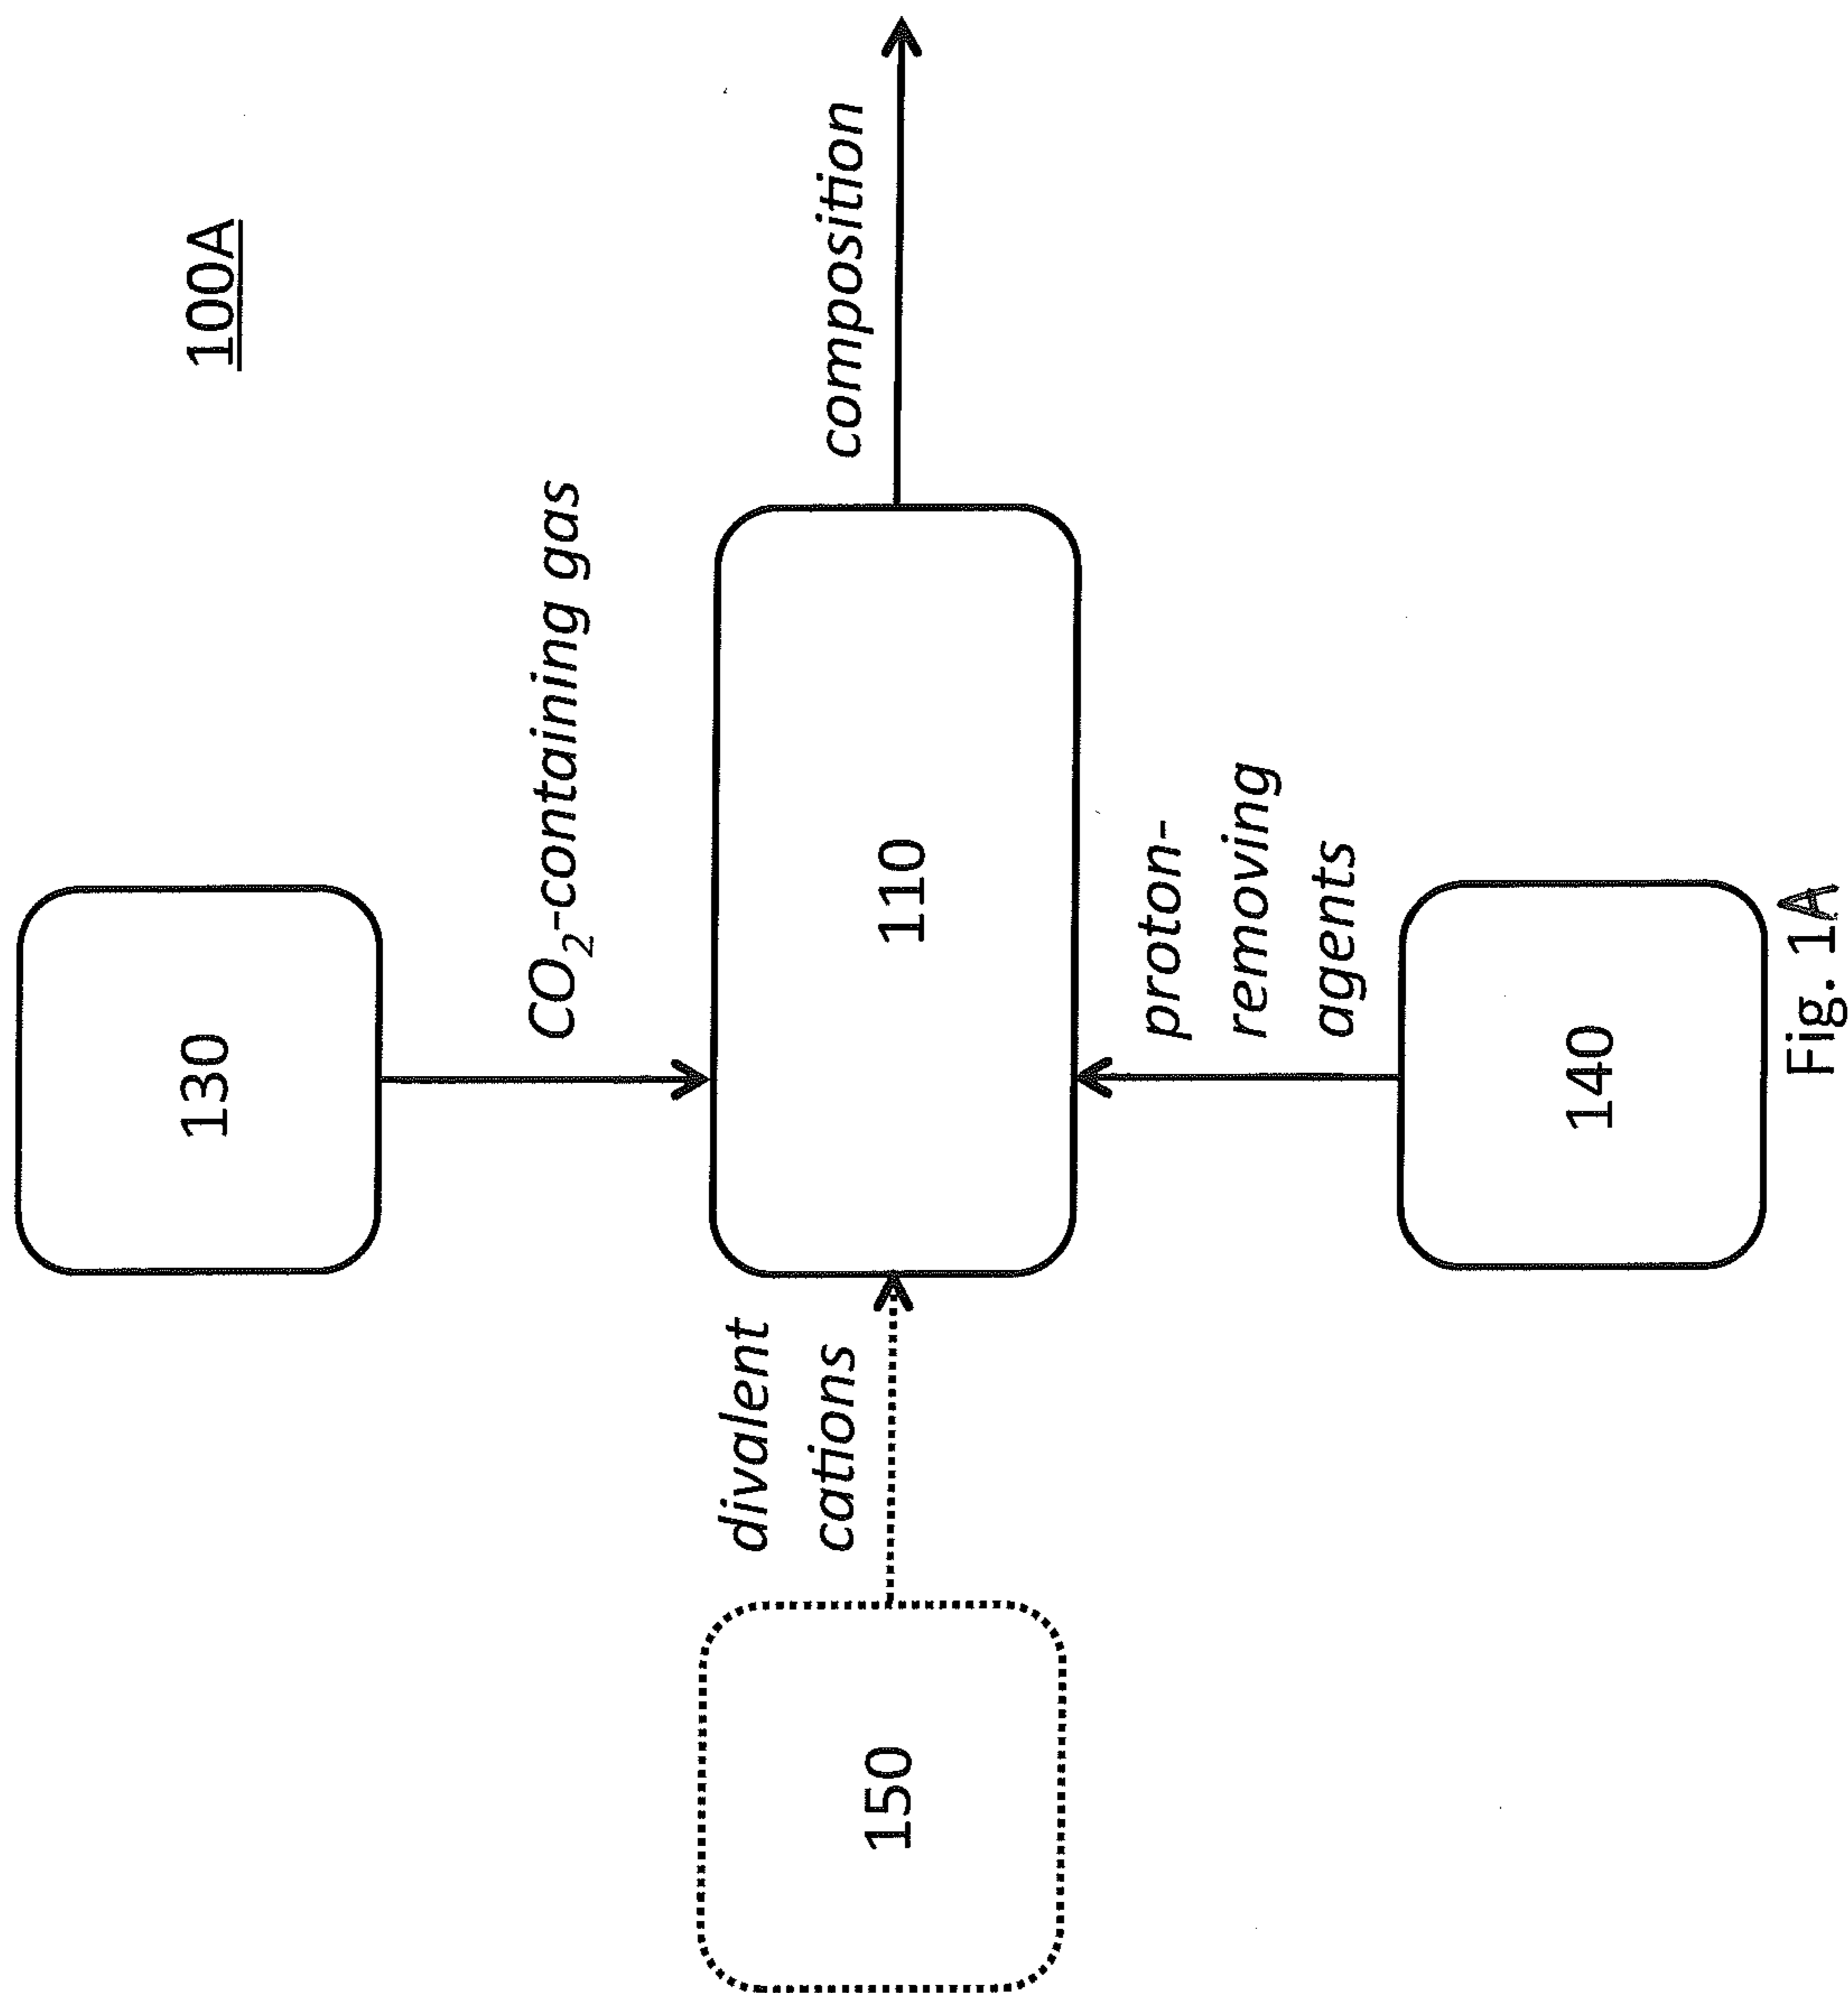 100A
130
CO₂-containing gas
divalent
cations
150
110
composition
proton-
removing
agents
140
Fig. 1A